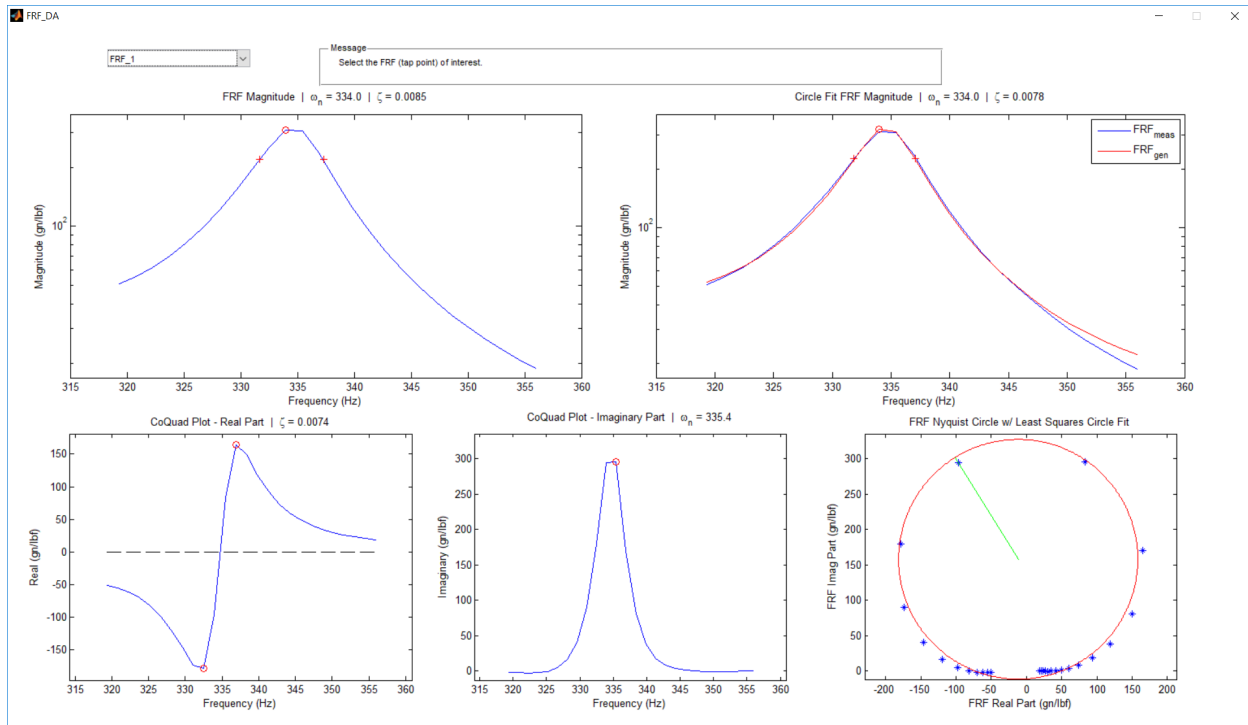 FRF_DA
FRF_1
Message
Select the FRF (tap point) of interest.
FRF Magnitude | ωn = 334.0 | ζ = 0.0085
Magnitude (gn/lbf)
10^2
315 320 325 330 335 340 345 350 355 360
Frequency (Hz)
Circle Fit FRF Magnitude | ωn = 334.0 | ζ = 0.0078
FRFmeas
FRFgen
Magnitude (gn/lbf)
10^2
315 320 325 330 335 340 345 350 355 360
Frequency (Hz)
CoQuad Plot - Real Part | ζ = 0.0074
Real (gn/lbf)
150
100
50
0
-50
-100
-150
315 320 325 330 335 340 345 350 355 360
Frequency (Hz)
CoQuad Plot - Imaginary Part | ωn = 335.4
Imaginary (gn/lbf)
300
250
200
150
100
50
0
315 320 325 330 335 340 345 350 355 360
Frequency (Hz)
FRF Nyquist Circle w/ Least Squares Circle Fit
FRF Imag Part (gn/lbf)
300
250
200
150
100
50
0
-200 -150 -100 -50 0 50 100 150 200
FRF Real Part (gn/lbf)